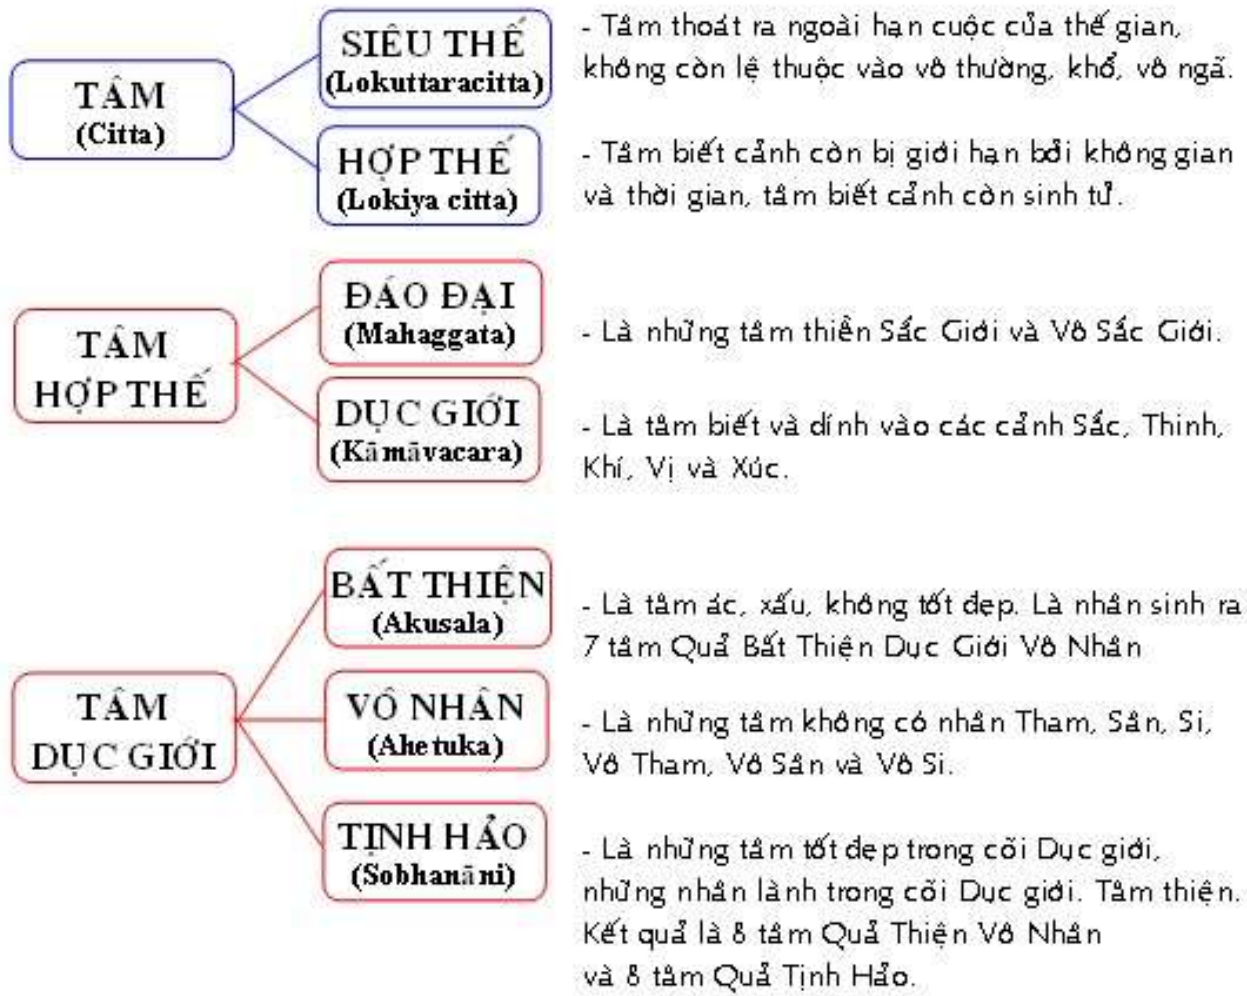 TÂM
(Citta)
SIÊU THẾ
(Lokuttaracitta)
- Tâm thoát ra ngoài hạn cuộc của thế gian,
không còn lệ thuộc vào vô thường, khổ, vô ngã.
HỢP THẾ
(Lokiya citta)
- Tâm biết cảnh còn bị giới hạn bởi không gian
và thời gian, tâm biết cảnh còn sinh tử.
TÂM
HỢP THẾ
ĐÁO ĐẠI
(Mahaggata)
- Là những tâm thiền Sắc Giới và Vô Sắc Giới.
DỤC GIỚI
(Kāmāvacara)
- Là tâm biết và dính vào các cảnh Sắc, Thinh,
Khí, Vị và Xúc.
TÂM
DỤC GIỚI
BẤT THIỆN
(Akusala)
- Là tâm ác, xấu, không tốt đẹp. Là nhân sinh ra
7 tâm Quả Bất Thiện Dục Giới Vô Nhân
VÔ NHÂN
(Ahetuka)
- Là những tâm không có nhân Tham, Sân, Si,
Vô Tham, Vô Sân và Vô Si.
TỊNH HẢO
(Sobhanāni)
- Là những tâm tốt đẹp trong cõi Dục giới,
những nhân lành trong cõi Dục giới. Tâm thiện.
Kết quả là 8 tâm Quả Thiện Vô Nhân
và 8 tâm Quả Tịnh Hảo.